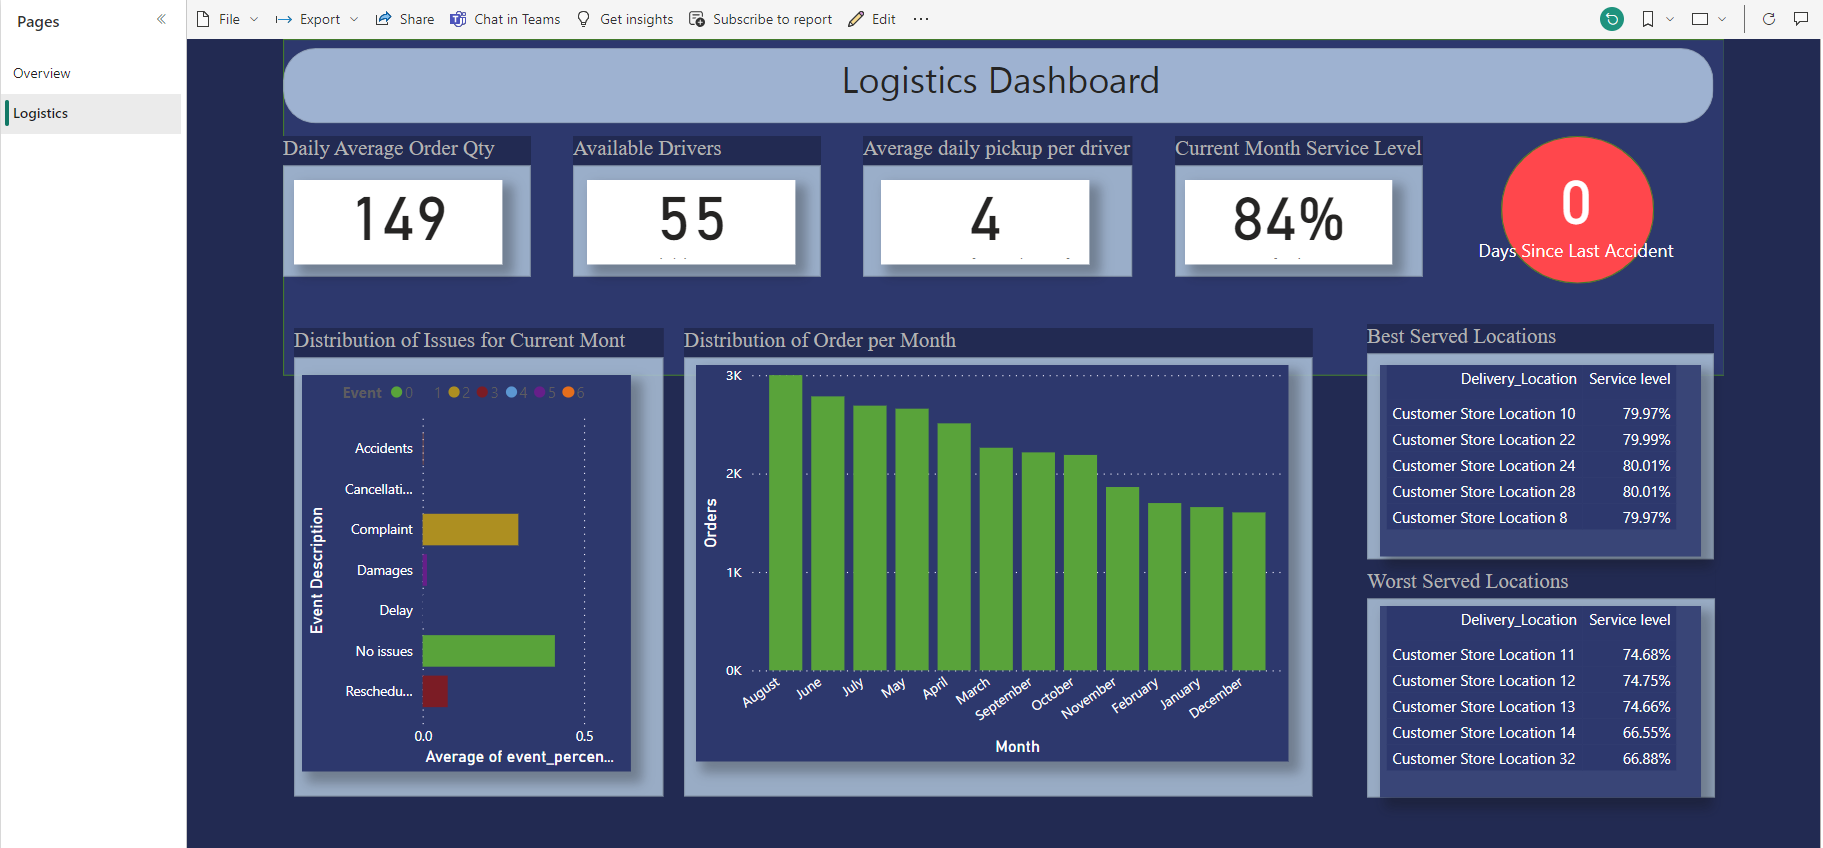 Pages
File Export Share Chat in Teams Get insights Subscribe to report Edit ...
Overview
Logistics
Logistics Dashboard
Daily Average Order Qty
149
Available Drivers
55
Average daily pickup per driver
4
Current Month Service Level
84%
0
Days Since Last Accident
Distribution of Issues for Current Mont
Event 0 1 2 3 4 5 6
Event Description
Accidents
Cancellati...
Complaint
Damages
Delay
No issues
Reschedu...
0.0 0.5
Average of event_percen...
Distribution of Order per Month
Orders
3K
2K
1K
0K
August June July May April March September October November February January December
Month
Best Served Locations
Delivery_Location Service level
Customer Store Location 10 79.97%
Customer Store Location 22 79.99%
Customer Store Location 24 80.01%
Customer Store Location 28 80.01%
Customer Store Location 8 79.97%
Worst Served Locations
Delivery_Location Service level
Customer Store Location 11 74.68%
Customer Store Location 12 74.75%
Customer Store Location 13 74.66%
Customer Store Location 14 66.55%
Customer Store Location 32 66.88%